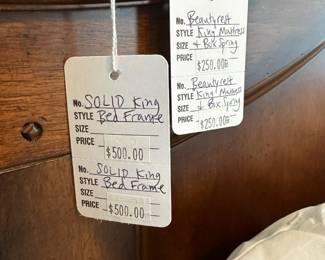 No. Beautyrest
STYLE King Mattress
SIZE & Box Spring
PRICE $250.00
No. Beautyrest
STYLE King Mattress
SIZE & Box Spring
PRICE $250.00
No. SOLID King
STYLE Bed Frame
SIZE
PRICE $500.00
No. SOLID King
STYLE Bed Frame
SIZE
PRICE $500.00